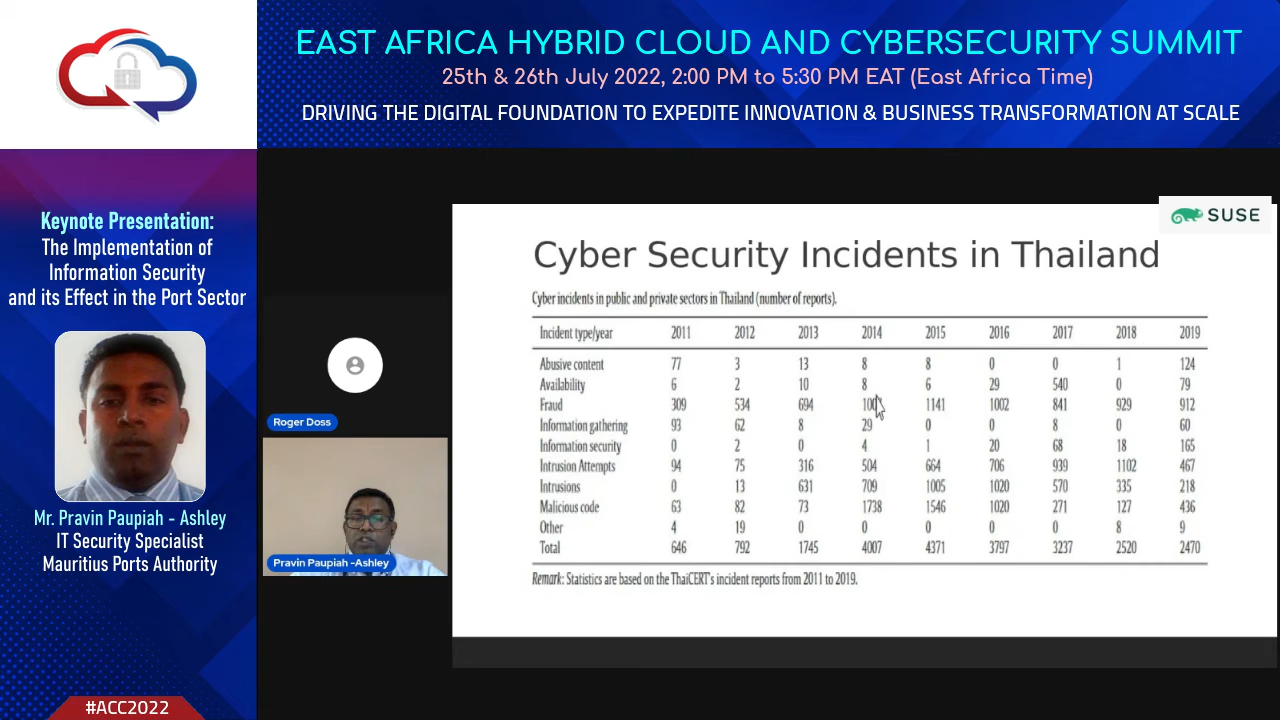 EAST AFRICA HYBRID CLOUD AND CYBERSECURITY SUMMIT
25th & 26th July 2022, 2:00 PM to 5:30 PM EAT (East Africa Time)
DRIVING THE DIGITAL FOUNDATION TO EXPEDITE INNOVATION & BUSINESS TRANSFORMATION AT SCALE
Keynote Presentation:
The Implementation of
Information Security
and its Effect in the Port Sector
Mr. Pravin Paupiah - Ashley
IT Security Specialist
Mauritius Ports Authority
#ACC2022
Roger Doss
Pravin Paupiah -Ashley
SUSE
Cyber Security Incidents in Thailand
Cyber incidents in public and private sectors in Thailand (number of reports).
Incident type/year 2011 2012 2013 2014 2015 2016 2017 2018 2019
Abusive content 77 3 13 8 8 0 0 1 124
Availability 6 2 10 8 6 29 540 0 79
Fraud 309 534 694 1007 1141 1002 841 929 912
Information gathering 93 62 8 29 0 0 8 0 60
Information security 0 2 0 4 1 20 68 18 165
Intrusion Attempts 94 75 316 504 664 706 939 1102 467
Intrusions 0 13 631 709 1005 1020 570 335 218
Malicious code 63 82 73 1738 1546 1020 271 127 436
Other 4 19 0 0 0 0 0 8 9
Total 646 792 1745 4007 4371 3797 3237 2520 2470
Remark: Statistics are based on the ThaiCERT's incident reports from 2011 to 2019.